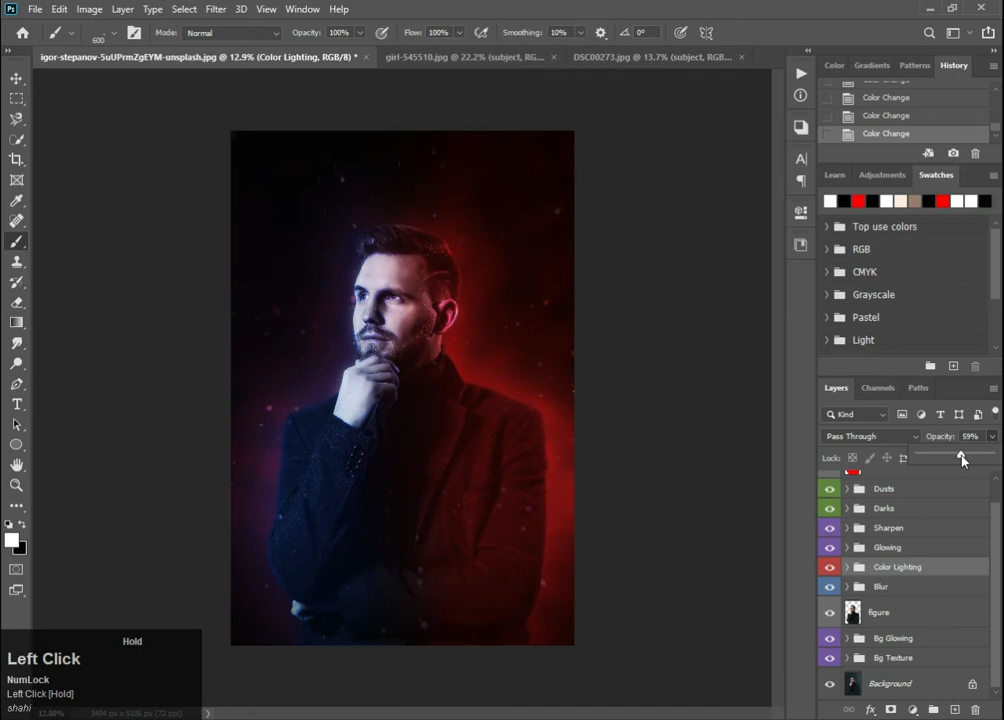 Ps File Edit Image Layer Type Select Filter 3D View Window Help
600 Mode: Normal Opacity: 100% Flow: 100% Smoothing: 10% 0°
igor-stepanov-5uUPrmZgEYM-unsplash.jpg @ 12.9% (Color Lighting, RGB/8) * × girl-545510.jpg @ 22.2% (subject, RG... × DSC00273.jpg @ 13.7% (subject, RGB... ×
Color Gradients Patterns History
Color Change
Color Change
Color Change
Color Change
Learn Adjustments Swatches
Top use colors
RGB
CMYK
Grayscale
Pastel
Light
Layers Channels Paths
Kind
Pass Through Opacity: 59%
Lock:
Dusts
Darks
Sharpen
Glowing
Color Lighting
Blur
figure
Bg Glowing
Bg Texture
Background
Hold
Left Click
NumLock
Left Click [Hold]
shahi
12.88% 3404 px x 5106 px (72 ppi)